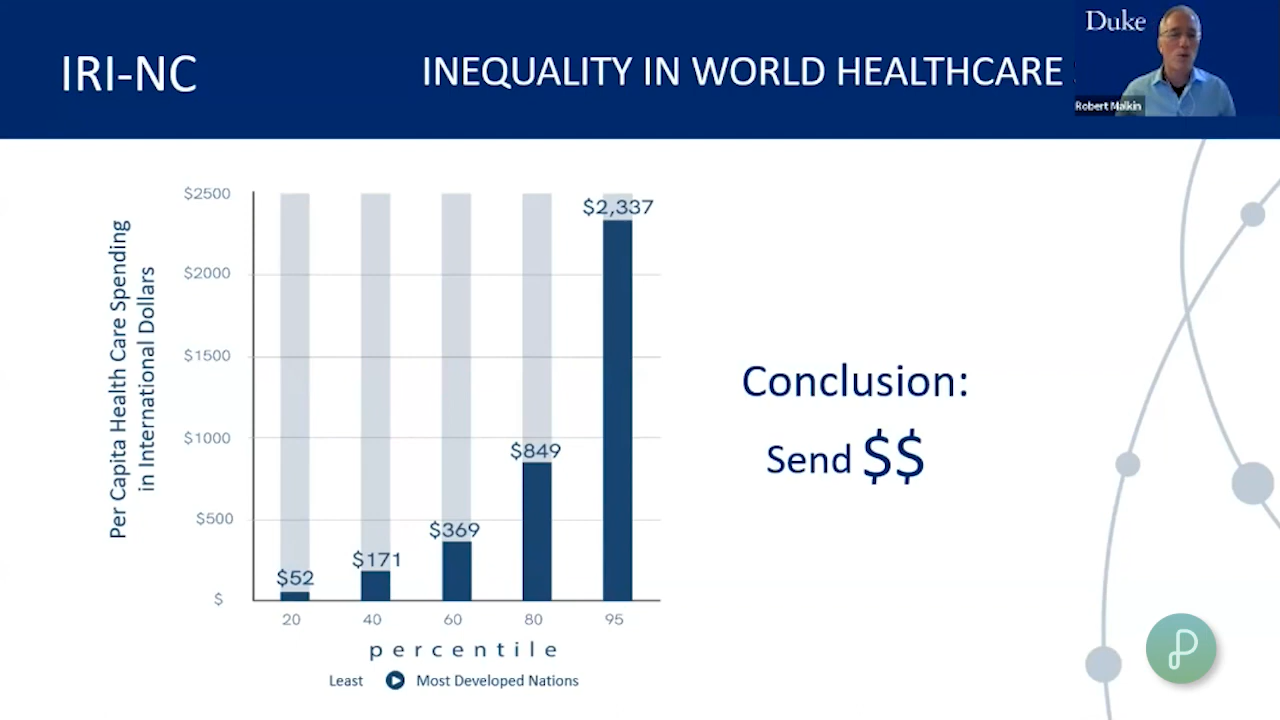 IRI-NC
INEQUALITY IN WORLD HEALTHCARE
Duke
Robert Malkin
Per Capita Health Care Spending
in International Dollars
$2500
$2000
$1500
$1000
$500
$
$52
$171
$369
$849
$2,337
20 40 60 80 95
percentile
Least Most Developed Nations
Conclusion:
Send $$